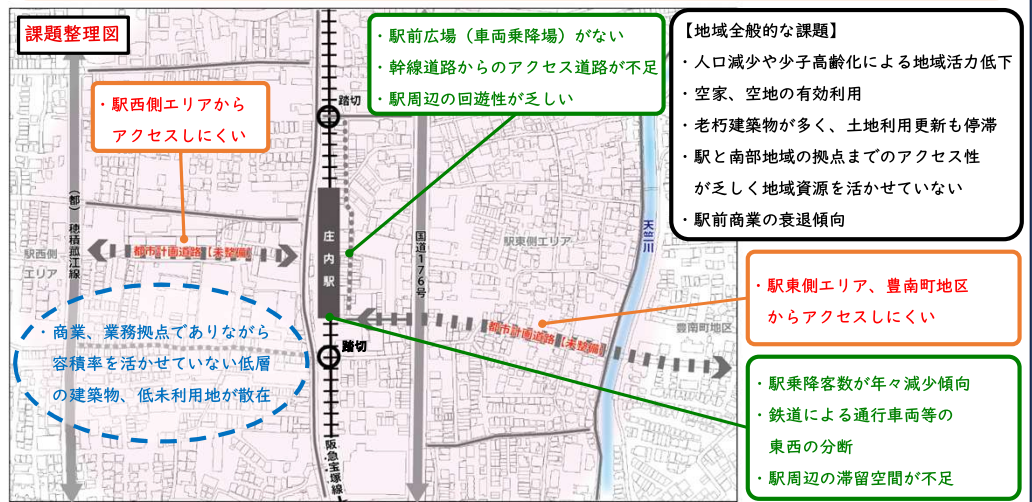 課題整理図
・駅前広場（車両乗降場）がない
・幹線道路からのアクセス道路が不足
・駅周辺の回遊性が乏しい
【地域全般的な課題】
・人口減少や少子高齢化による地域活力低下
・空家、空地の有効利用
・老朽建築物が多く、土地利用更新も停滞
・駅と南部地域の拠点までのアクセス性
が乏しく地域資源を活かせていない
・駅前商業の衰退傾向
・駅西側エリアから
アクセスしにくい
踏切
（都）穂積菰江線
庄内駅
国道176号
天竺川
駅西側
エリア
都市計画道路【未整備】
駅東側エリア
・駅東側エリア、豊南町地区
からアクセスしにくい
都市計画道路【未整備】
豊南町地区
・商業、業務拠点でありながら
容積率を活かせていない低層
の建築物、低未利用地が散在
踏切
・駅乗降客数が年々減少傾向
・鉄道による通行車両等の
東西の分断
・駅周辺の滞留空間が不足
阪急宝塚線